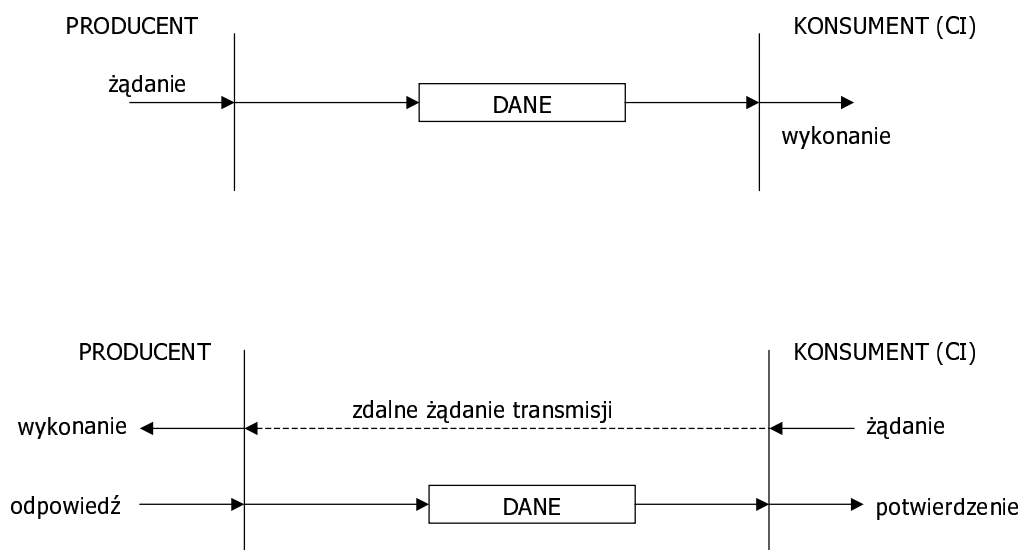 PRODUCENT KONSUMENT (CI)
żądanie
DANE
wykonanie
PRODUCENT KONSUMENT (CI)
zdalne żądanie transmisji
wykonanie żądanie
odpowiedź DANE potwierdzenie